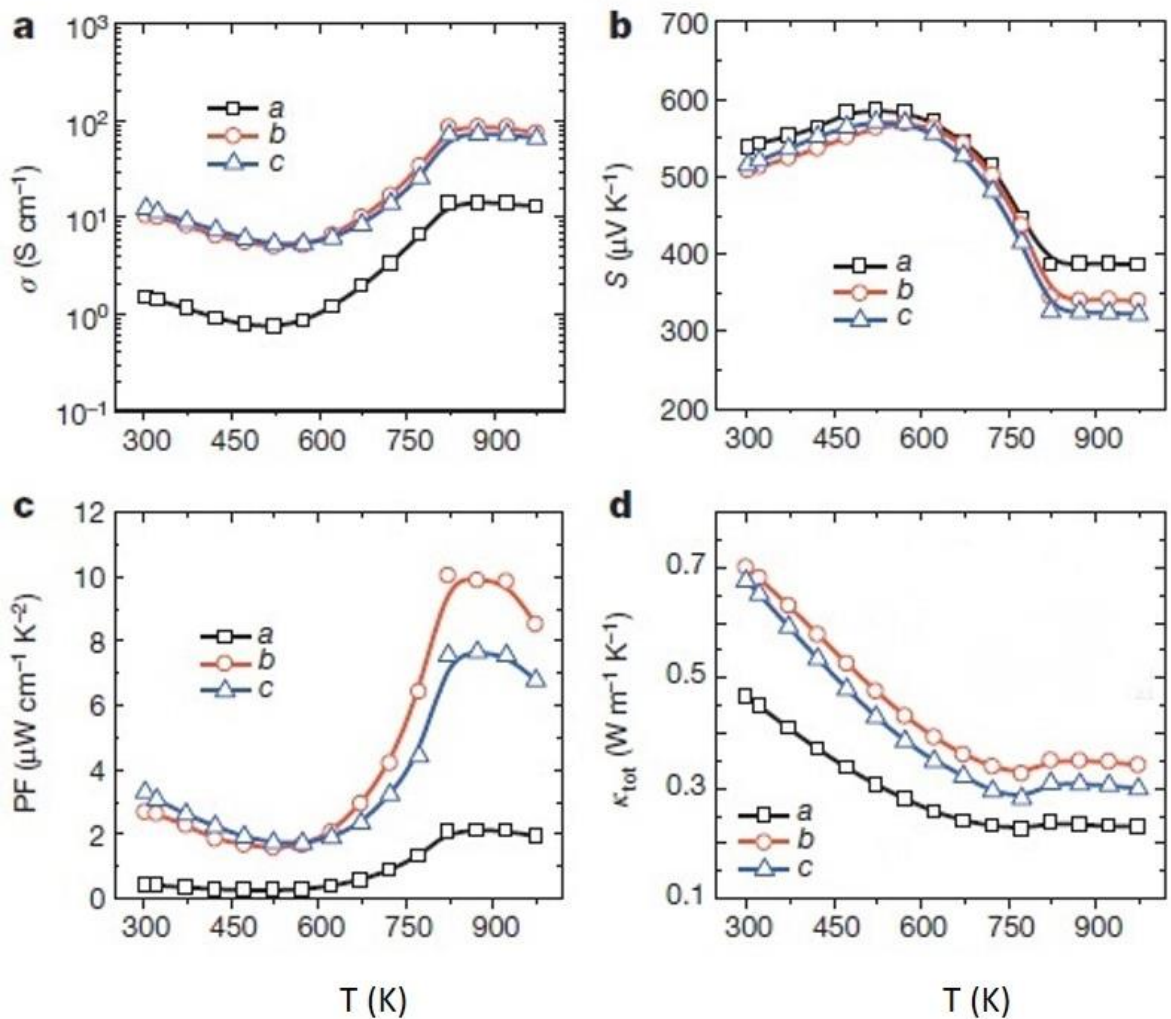 a
10³
10²
10¹
10⁰
10⁻¹
σ (S cm⁻¹)
a
b
c
300 450 600 750 900
b
700
600
500
400
300
200
S (μV K⁻¹)
a
b
c
300 450 600 750 900
c
12
10
8
6
4
2
0
PF (μW cm⁻¹ K⁻²)
a
b
c
300 450 600 750 900
T (K)
d
0.7
0.5
0.3
0.1
κtot (W m⁻¹ K⁻¹)
a
b
c
300 450 600 750 900
T (K)